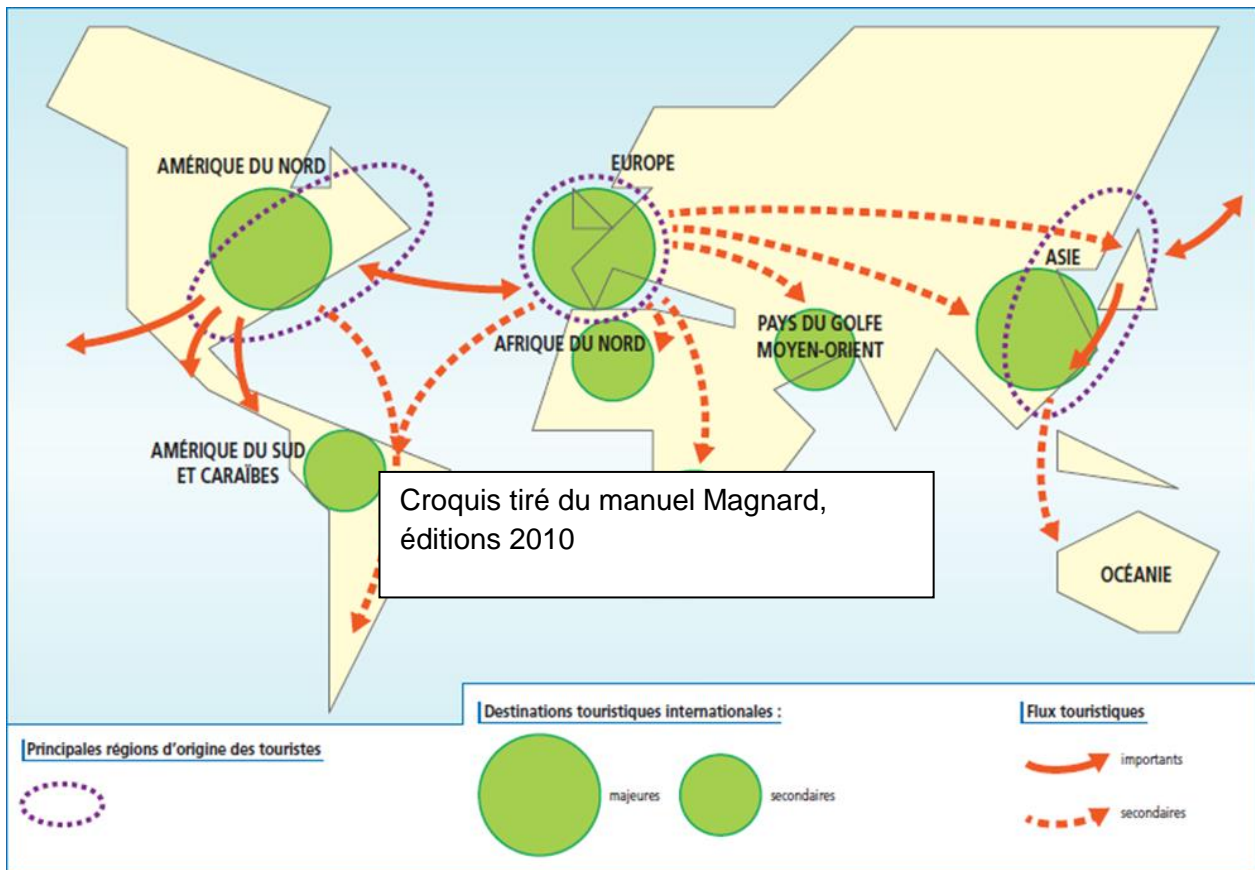 AMÉRIQUE DU NORD
EUROPE
ASIE
AFRIQUE DU NORD
PAYS DU GOLFE
MOYEN-ORIENT
AMÉRIQUE DU SUD
ET CARAÏBES
Croquis tiré du manuel Magnard,
éditions 2010
OCÉANIE
Principales régions d'origine des touristes
Destinations touristiques internationales :
majeures
secondaires
Flux touristiques
importants
secondaires